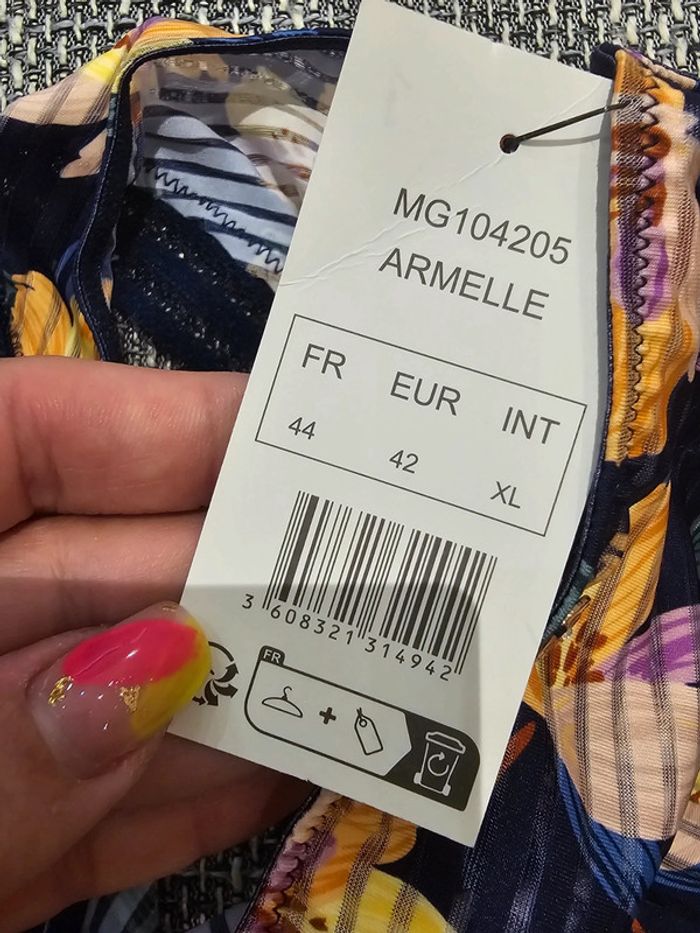 MG104205
ARMELLE
FR EUR INT
44 42 XL
3 608321 314942
FR
+